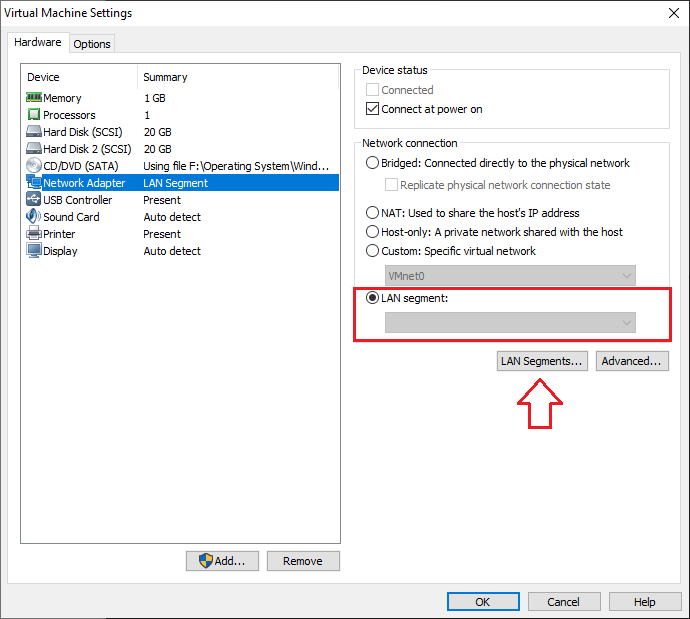 Virtual Machine Settings
Hardware
Options
Device Summary
Memory 1 GB
Processors 1
Hard Disk (SCSI) 20 GB
Hard Disk 2 (SCSI) 20 GB
CD/DVD (SATA) Using file F:\Operating System\Wind...
Network Adapter LAN Segment
USB Controller Present
Sound Card Auto detect
Printer Present
Display Auto detect
Add...
Remove
Device status
Connected
Connect at power on
Network connection
Bridged: Connected directly to the physical network
Replicate physical network connection state
NAT: Used to share the host's IP address
Host-only: A private network shared with the host
Custom: Specific virtual network
VMnet0
LAN segment:
LAN Segments...
Advanced...
OK
Cancel
Help